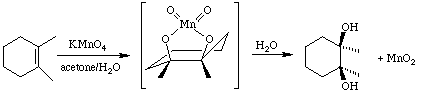 KMnO4
acetone/H2O
O
O
Mn
O
O
H2O
OH
OH
+ MnO2